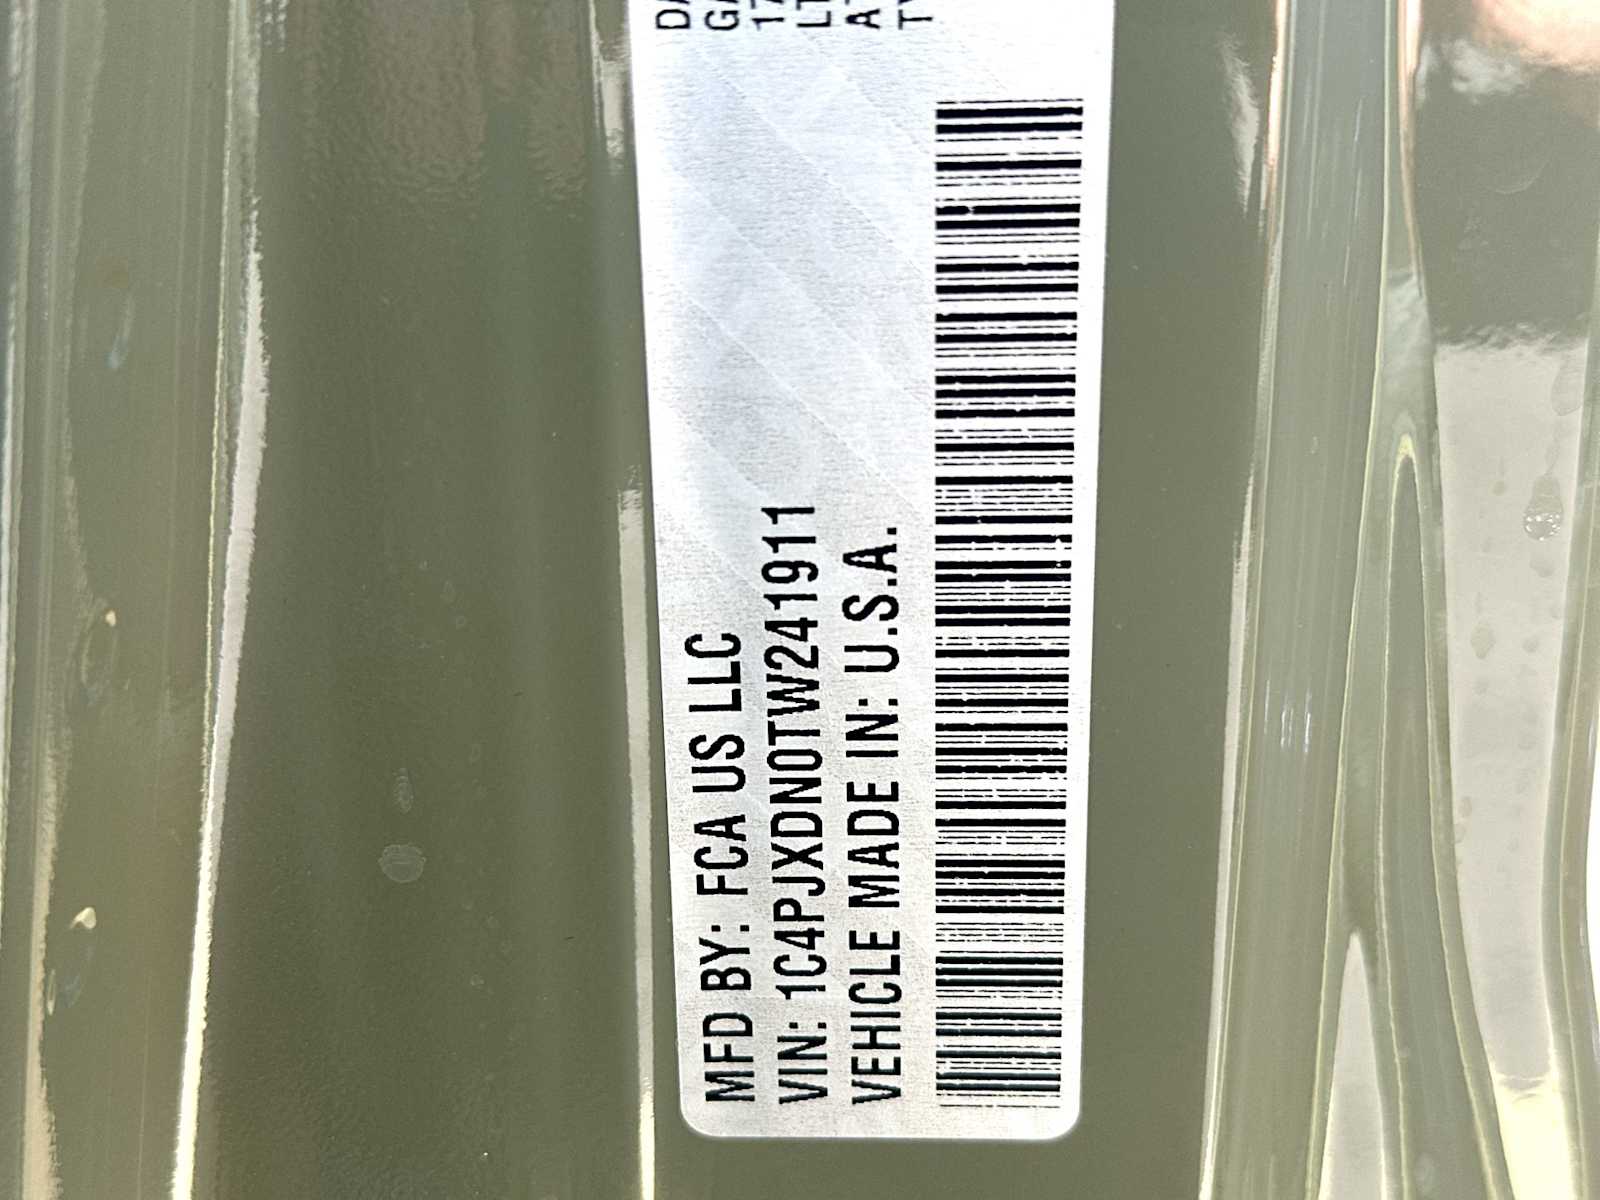 MFD BY: FCA US LLC
VIN: 1C4PJXDN0TW241911
VEHICLE MADE IN: U.S.A.